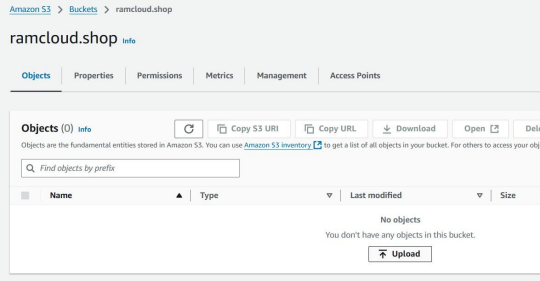 Amazon S3 > Buckets > ramcloud.shop
ramcloud.shop Info
Objects Properties Permissions Metrics Management Access Points
Objects (0) Info Copy S3 URI Copy URL Download Open Del
Objects are the fundamental entities stored in Amazon S3. You can use Amazon S3 inventory to get a list of all objects in your bucket. For others to access your obj
Find objects by prefix
Name Type Last modified Size
No objects
You don't have any objects in this bucket.
Upload